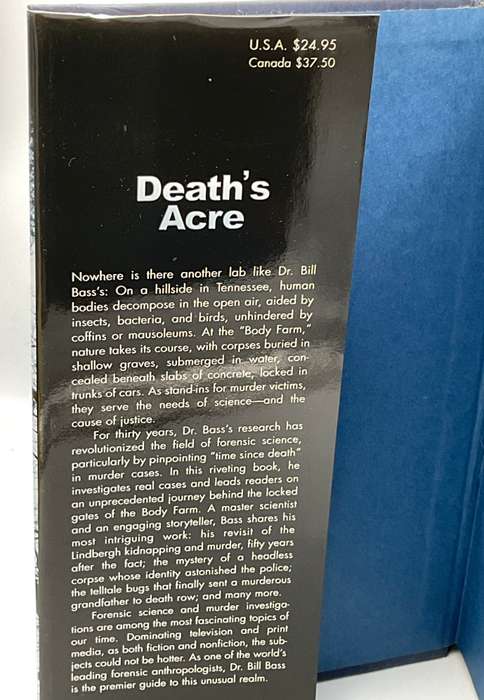 U.S.A. $24.95
Canada $37.50
Death's
Acre
Nowhere is there another lab like Dr. Bill
Bass's: On a hillside in Tennessee, human
bodies decompose in the open air, aided by
insects, bacteria, and birds, unhindered by
coffins or mausoleums. At the "Body Farm,"
nature takes its course, with corpses buried in
shallow graves, submerged in water, con-
cealed beneath slabs of concrete, locked in
trunks of cars. As stand-ins for murder victims,
they serve the needs of science—and the
cause of justice.
For thirty years, Dr. Bass's research has
revolutionized the field of forensic science,
particularly by pinpointing "time since death"
in murder cases. In this riveting book, he
investigates real cases and leads readers on
an unprecedented journey behind the locked
gates of the Body Farm. A master scientist
and an engaging storyteller, Bass shares his
most intriguing work: his revisit of the
Lindbergh kidnapping and murder, fifty years
after the fact; the mystery of a headless
corpse whose identity astonished the police;
the telltale bugs that finally sent a murderous
grandfather to death row; and many more.
Forensic science and murder investiga-
tions are among the most fascinating topics of
our time. Dominating television and print
media, as both fiction and nonfiction, the sub-
jects could not be hotter. As one of the world's
leading forensic anthropologists, Dr. Bill Bass
is the premier guide to this unusual realm.